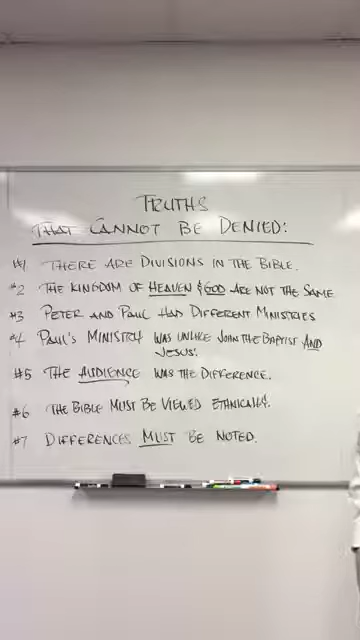 TRUTHS
THAT CANNOT BE DENIED:
#1 THERE ARE DIVISIONS IN THE BIBLE.
#2 THE KINGDOM OF HEAVEN & GOD ARE NOT THE SAME
#3 PETER AND PAUL HAD DIFFERENT MINISTRIES
#4 PAUL'S MINISTRY WAS UNLIKE JOHN THE BAPTIST AND
JESUS'.
#5 THE AUDIENCE WAS THE DIFFERENCE.
#6 THE BIBLE MUST BE VIEWED ETHNICALLY.
#7 DIFFERENCES MUST BE NOTED.